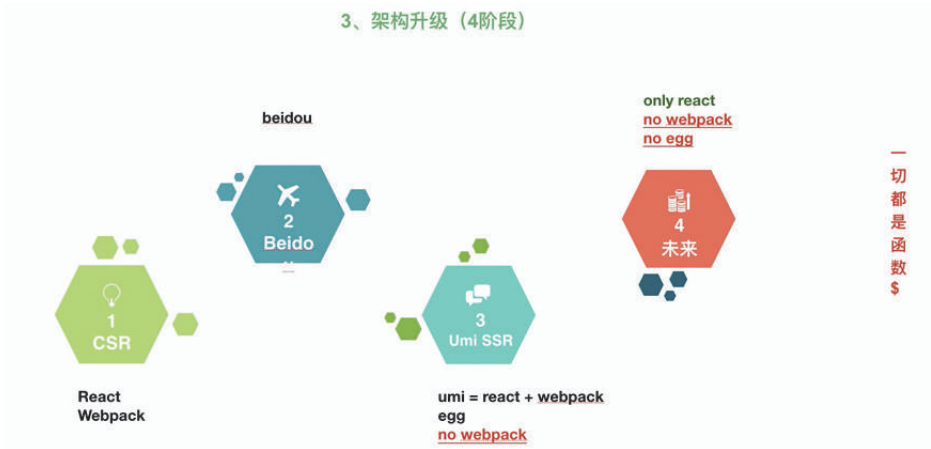 3、架构升级（4阶段）
beidou
2
Beido
only react
no webpack
no egg
4
未来
一切都是函数$
1
CSR
React
Webpack
3
Umi SSR
umi = react + webpack
egg
no webpack